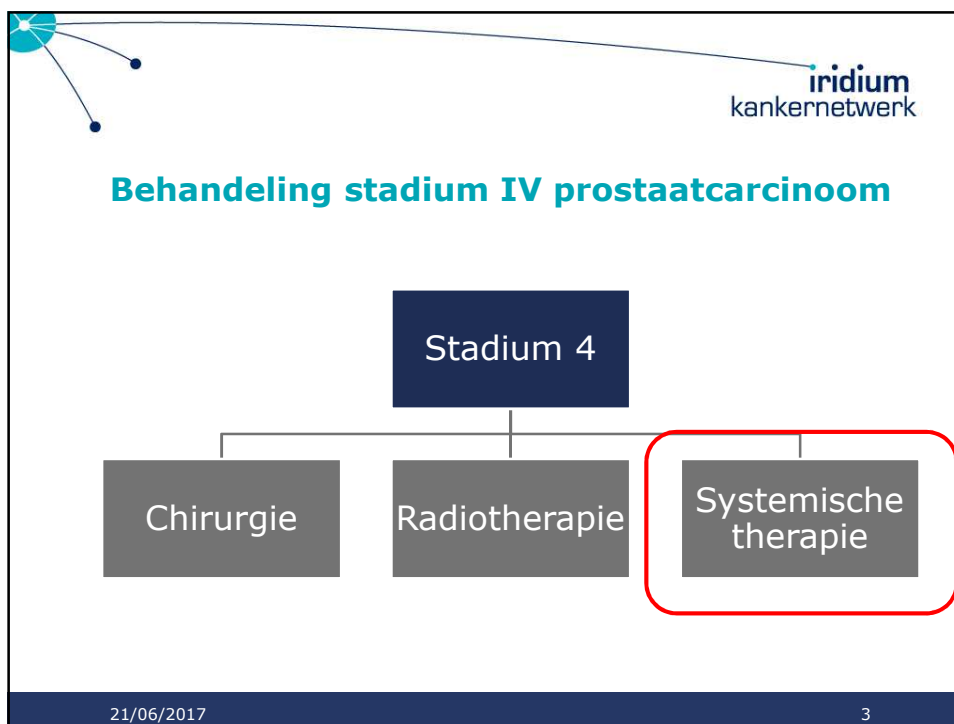 iridium
kankernetwerk
Behandeling stadium IV prostaatcarcinoom
Stadium 4
Chirurgie
Radiotherapie
Systemische
therapie
21/06/2017
3